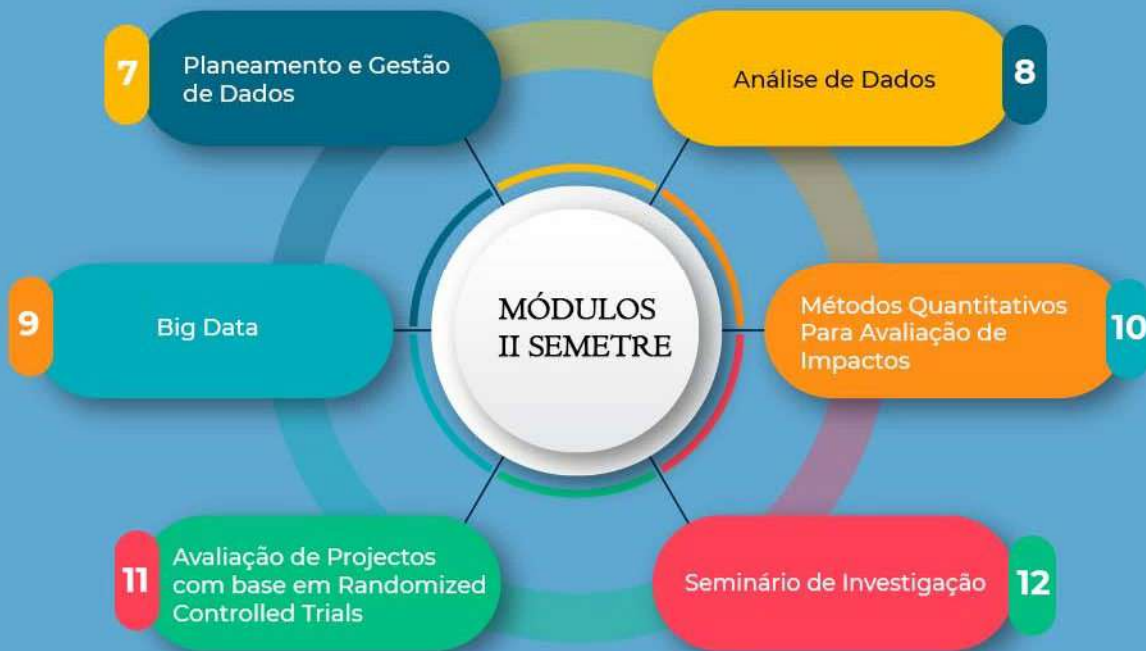 7
Planeamento e Gestão
de Dados
Análise de Dados
8
9
Big Data
MÓDULOS
II SEMETRE
Métodos Quantitativos
Para Avaliação de
Impactos
10
11
Avaliação de Projectos
com base em Randomized
Controlled Trials
Seminário de Investigação
12